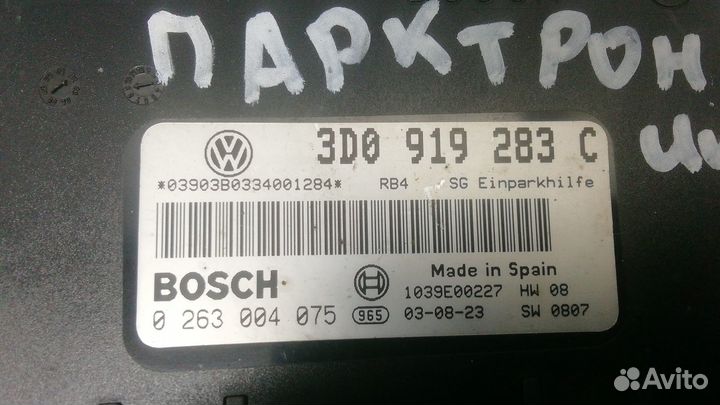 ПАРКТРОН
3D0 919 283 C
*03903B0334001284* RB4 SG Einparkhilfe
BOSCH
Made in Spain
1039E00227 HW 08
0 263 004 075 965 03-08-23 SW 0807
Avito